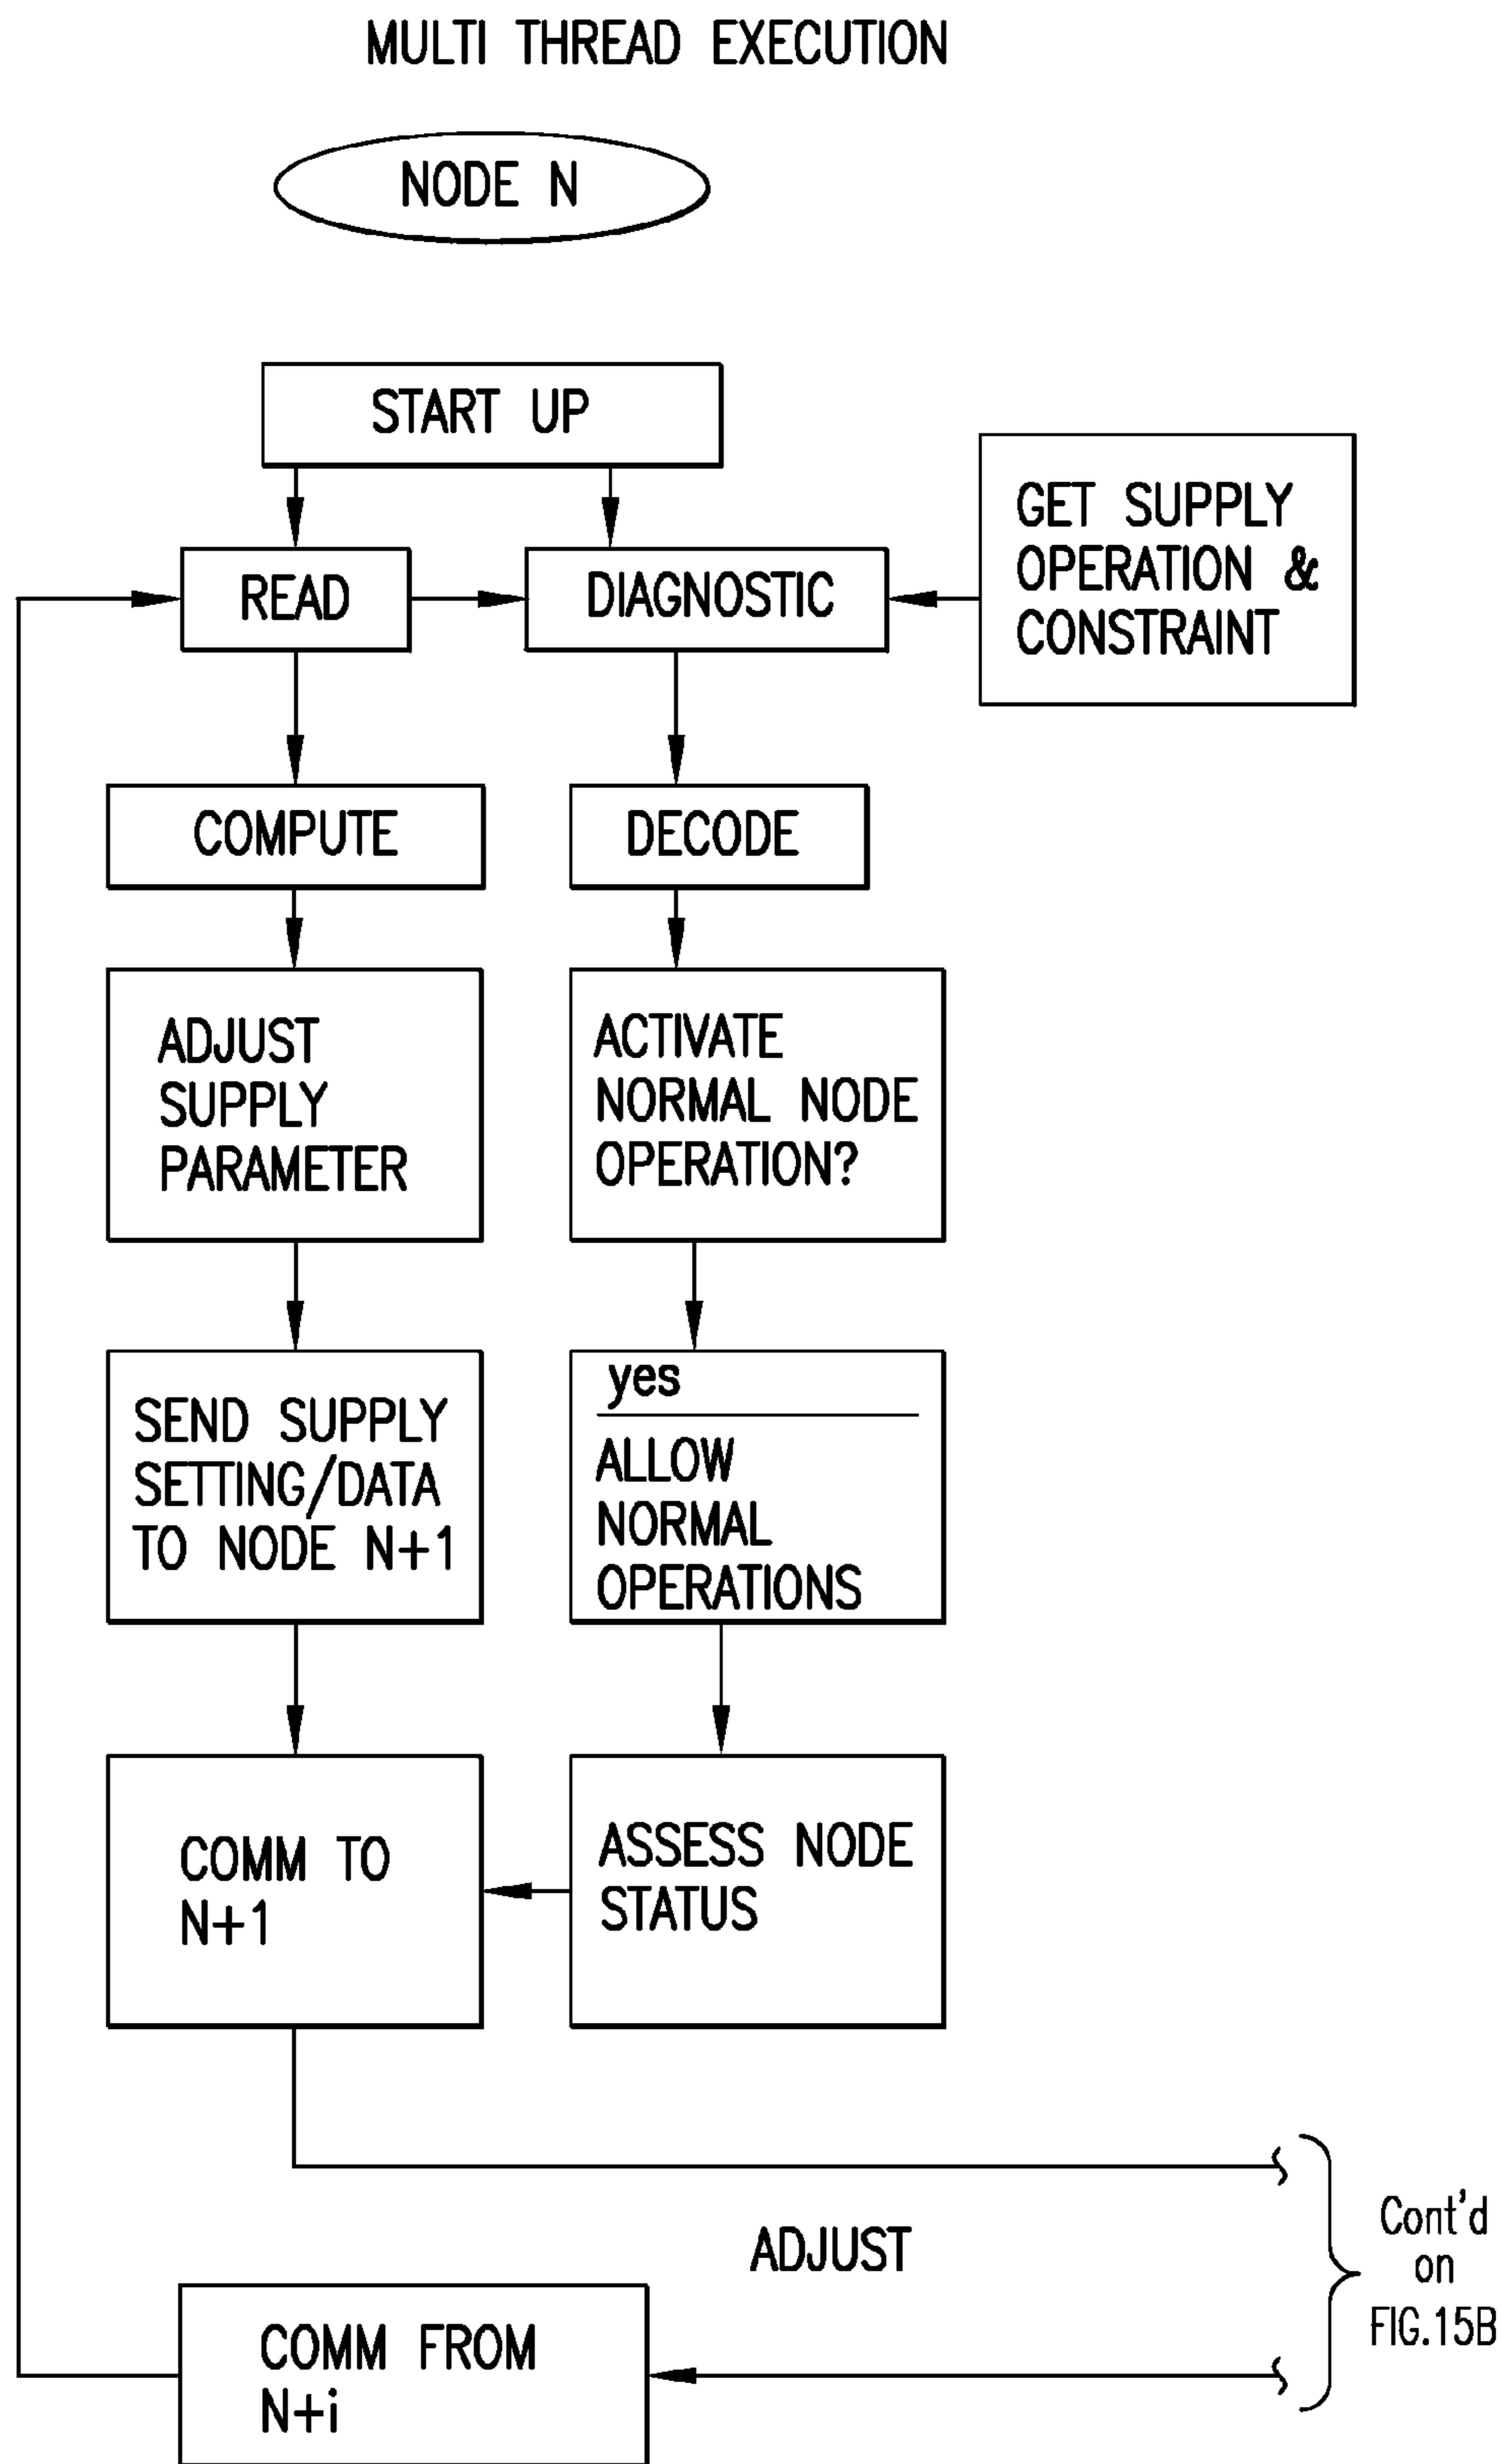 MULTI THREAD EXECUTION
NODE N
START UP
GET SUPPLY
OPERATION &
CONSTRAINT
READ
DIAGNOSTIC
COMPUTE
DECODE
ADJUST
SUPPLY
PARAMETER
ACTIVATE
NORMAL NODE
OPERATION?
SEND SUPPLY
SETTING/DATA
TO NODE N+1
yes
ALLOW
NORMAL
OPERATIONS
COMM TO
N+1
ASSESS NODE
STATUS
ADJUST
Cont'd
on
FIG.15B
COMM FROM
N+i